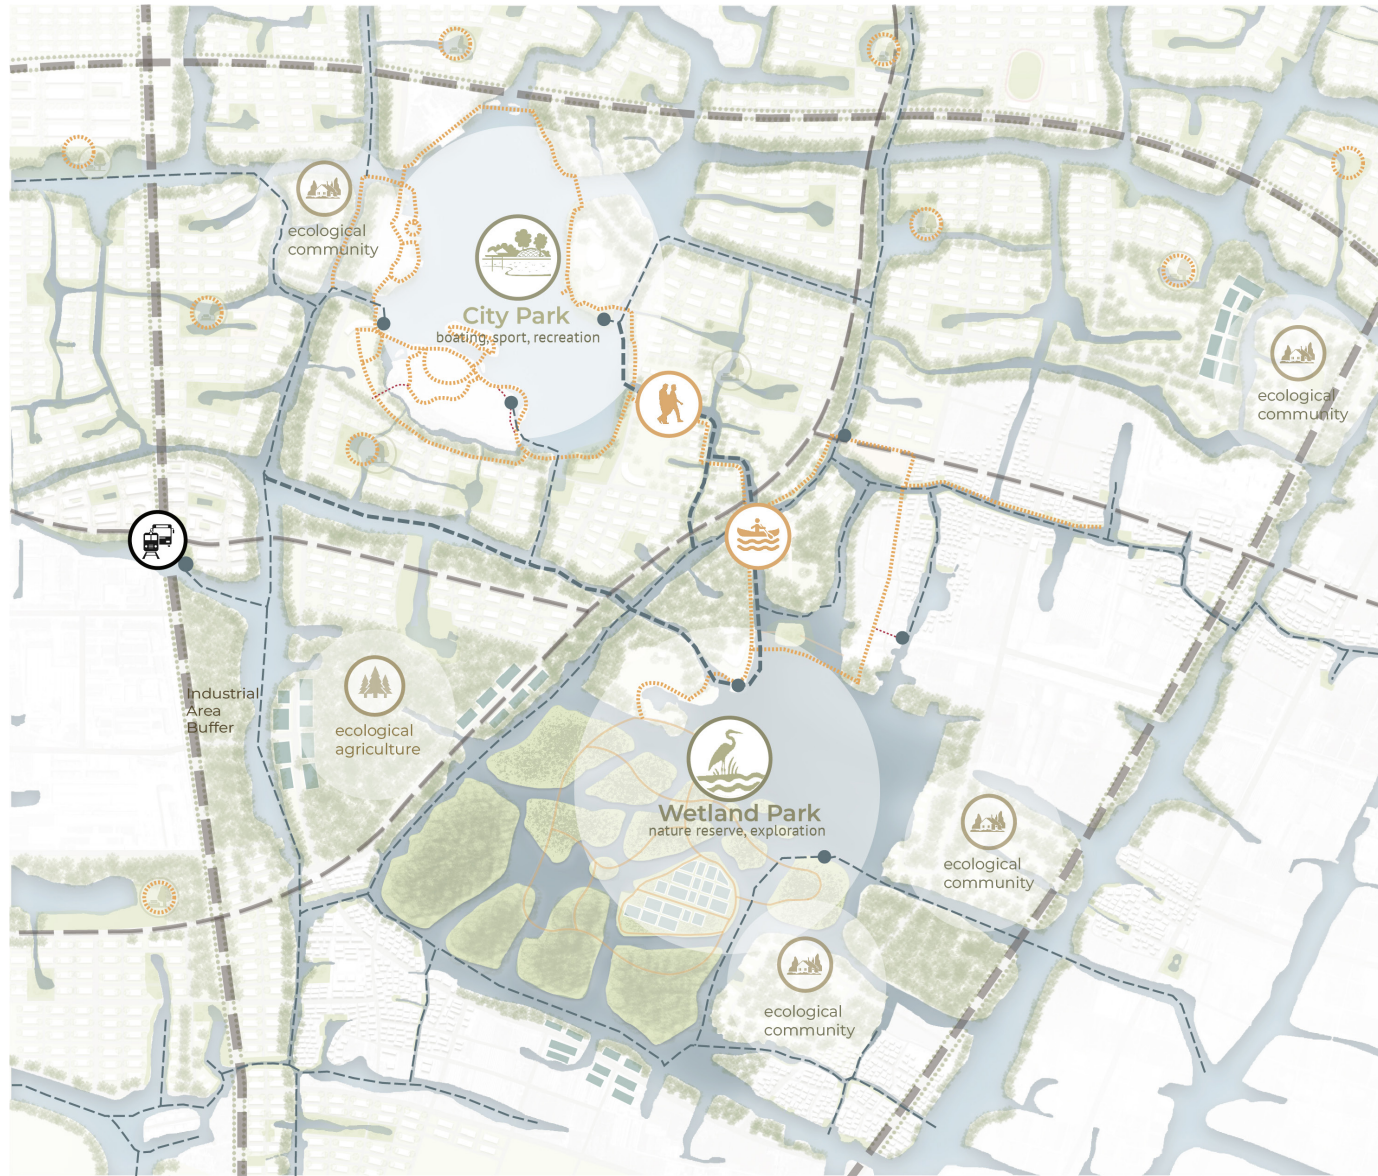 ecological
community
City Park
boating, sport, recreation
ecological
community
Industrial
Area
Buffer
ecological
agriculture
Wetland Park
nature reserve, exploration
ecological
community
ecological
community